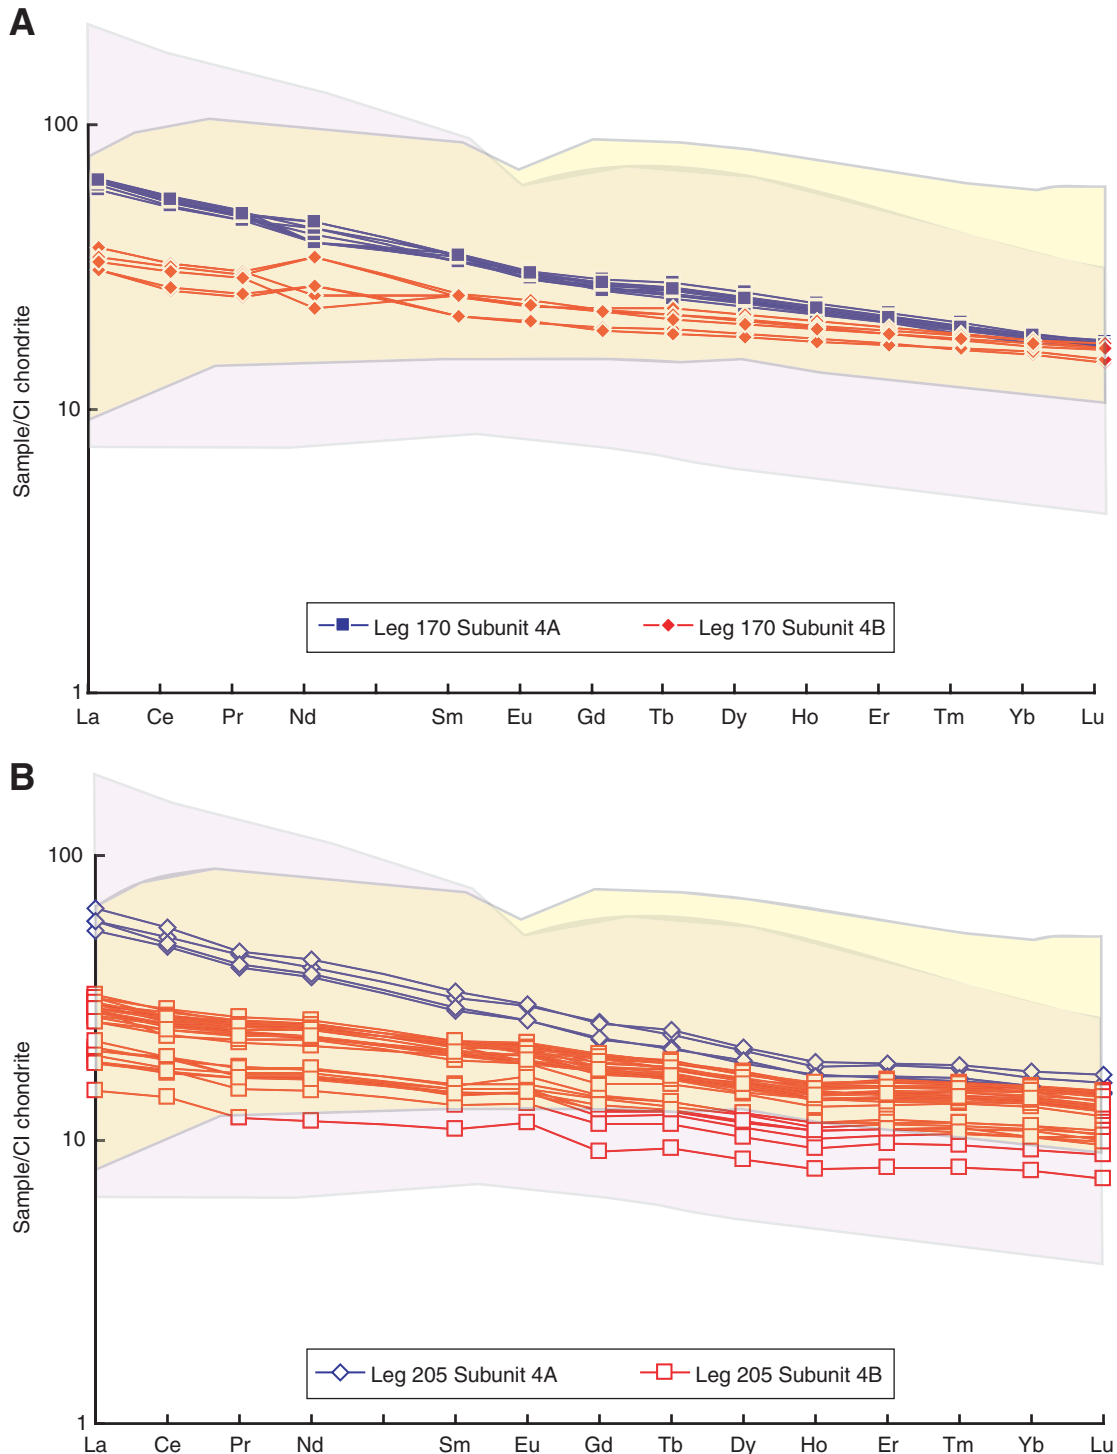 A
100
10
1
Sample/CI chondrite
Leg 170 Subunit 4A
Leg 170 Subunit 4B
La Ce Pr Nd Sm Eu Gd Tb Dy Ho Er Tm Yb Lu
B
100
10
1
Sample/CI chondrite
Leg 205 Subunit 4A
Leg 205 Subunit 4B
La Ce Pr Nd Sm Eu Gd Tb Dy Ho Er Tm Yb Lu